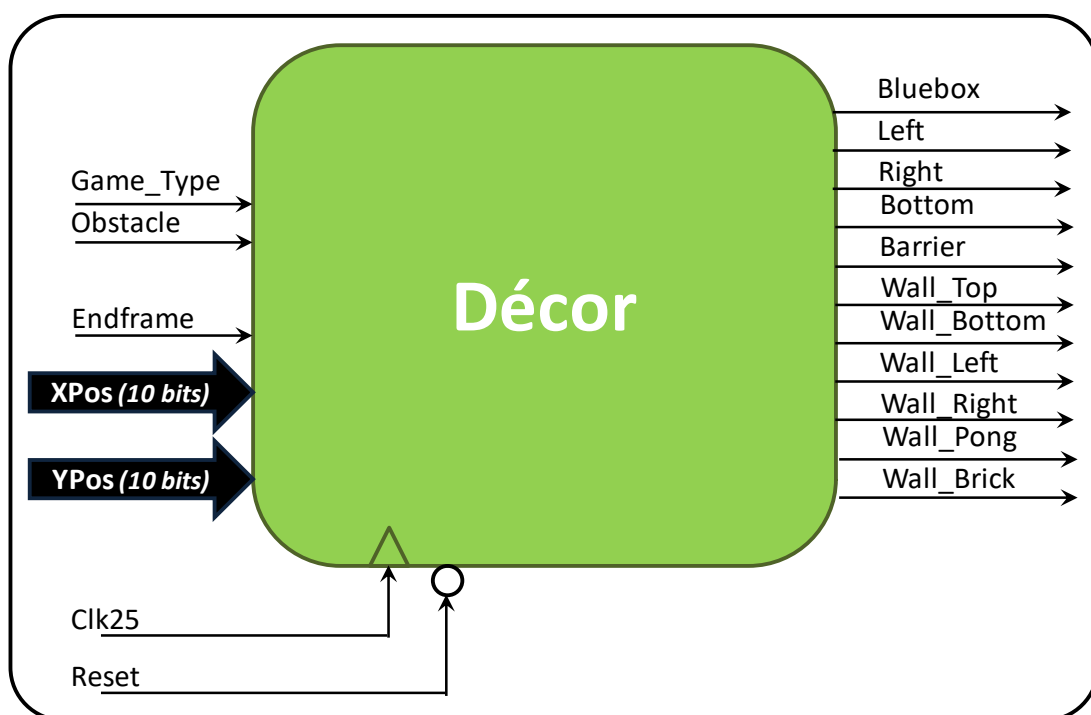 Game_Type
Obstacle
Endframe
XPos (10 bits)
YPos (10 bits)
Clk25
Reset
Décor
Bluebox
Left
Right
Bottom
Barrier
Wall_Top
Wall_Bottom
Wall_Left
Wall_Right
Wall_Pong
Wall_Brick